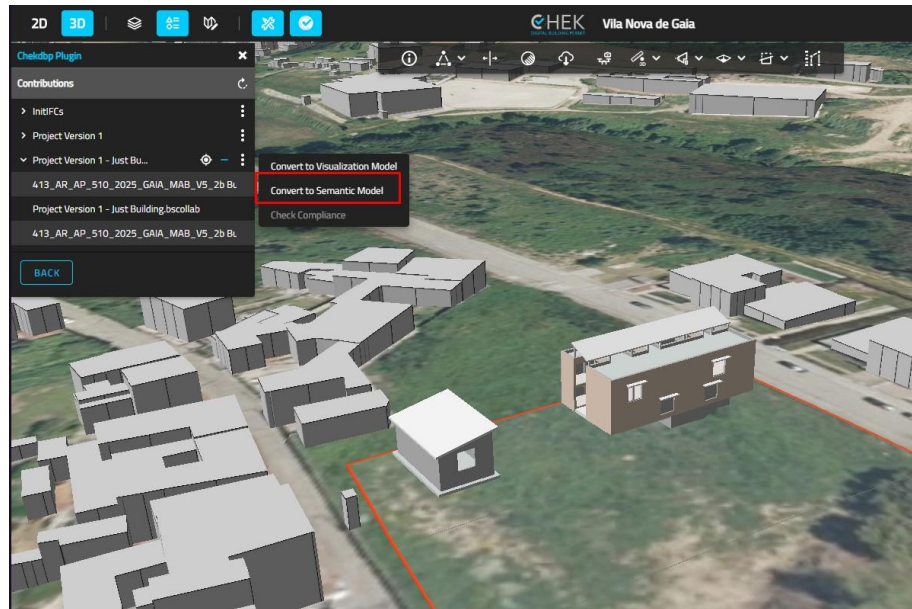 2D 3D
CHEK
DIGITAL BUILDING PERMIT
Vila Nova de Gaia
Chekdbp Plugin
Contributions
InitIFCs
Project Version 1
Project Version 1 - Just Bu...
413_AR_AP_510_2025_GAIA_MAB_V5_2b Bu
Project Version 1 - Just Building.bscollab
413_AR_AP_510_2025_GAIA_MAB_V5_2b Bu
BACK
Convert to Visualization Model
Convert to Semantic Model
Check Compliance